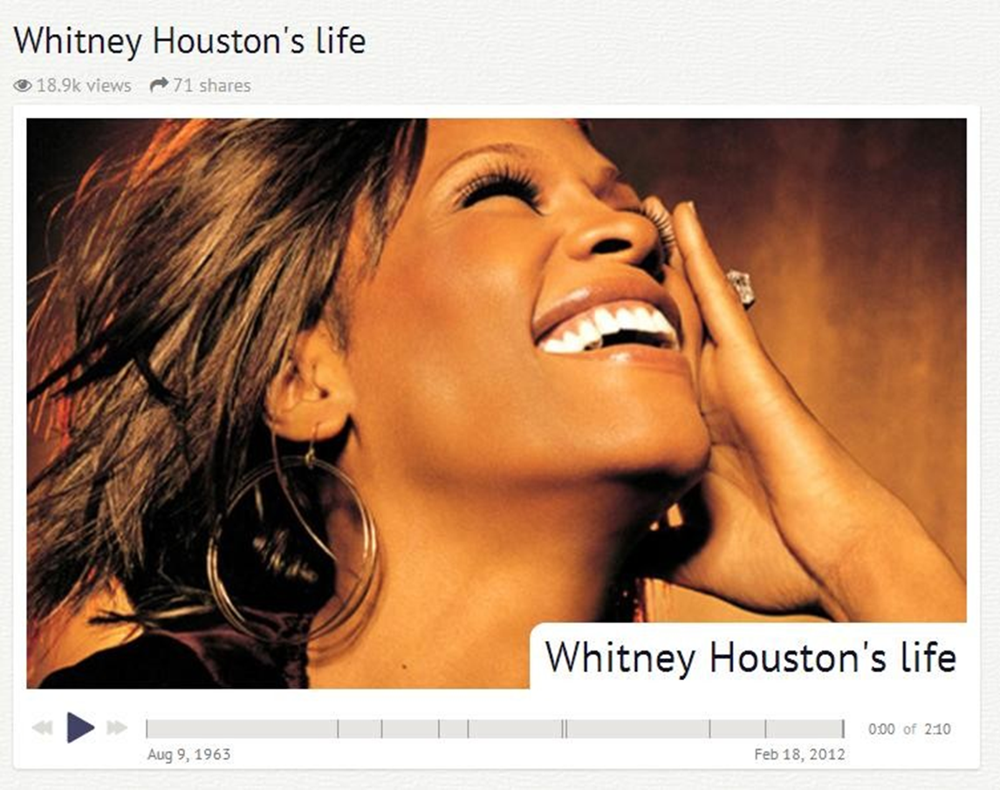 Whitney Houston's life
18.9k views 71 shares
Whitney Houston's life
0:00 of 2:10
Aug 9, 1963 Feb 18, 2012